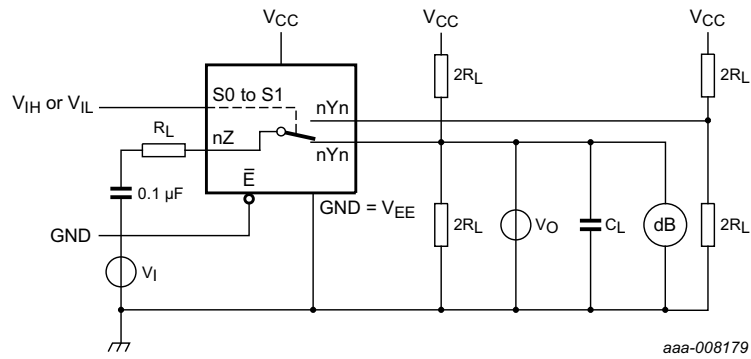 VCC
VCC
VCC
2RL
2RL
S0 to S1
VIH or VIL
nYn
RL
nZ
nYn
E̅
0.1 µF
GND = VEE
GND
2RL
VO
CL
dB
2RL
VI
aaa-008179